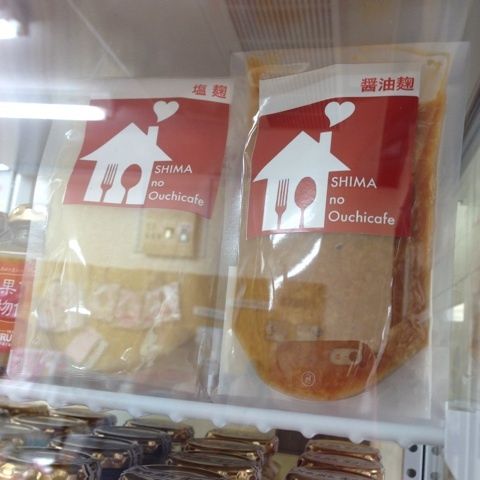 塩麹
SHIMA
no
Ouchicafe
醤油麹
SHIMA
no
Ouchicafe